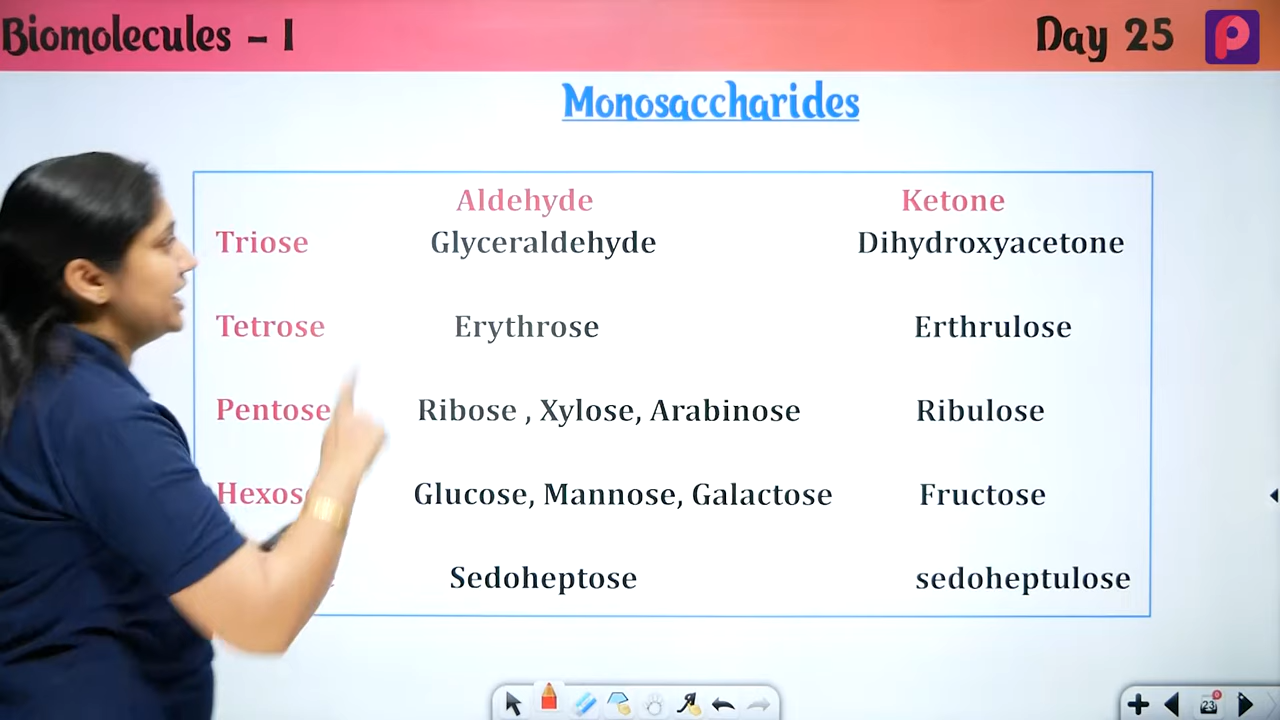 Biomolecules - I Day 25
Monosaccharides
Aldehyde Ketone
Triose Glyceraldehyde Dihydroxyacetone
Tetrose Erythrose Erthrulose
Pentose Ribose , Xylose, Arabinose Ribulose
Glucose, Mannose, Galactose Fructose
Sedoheptose sedoheptulose
23